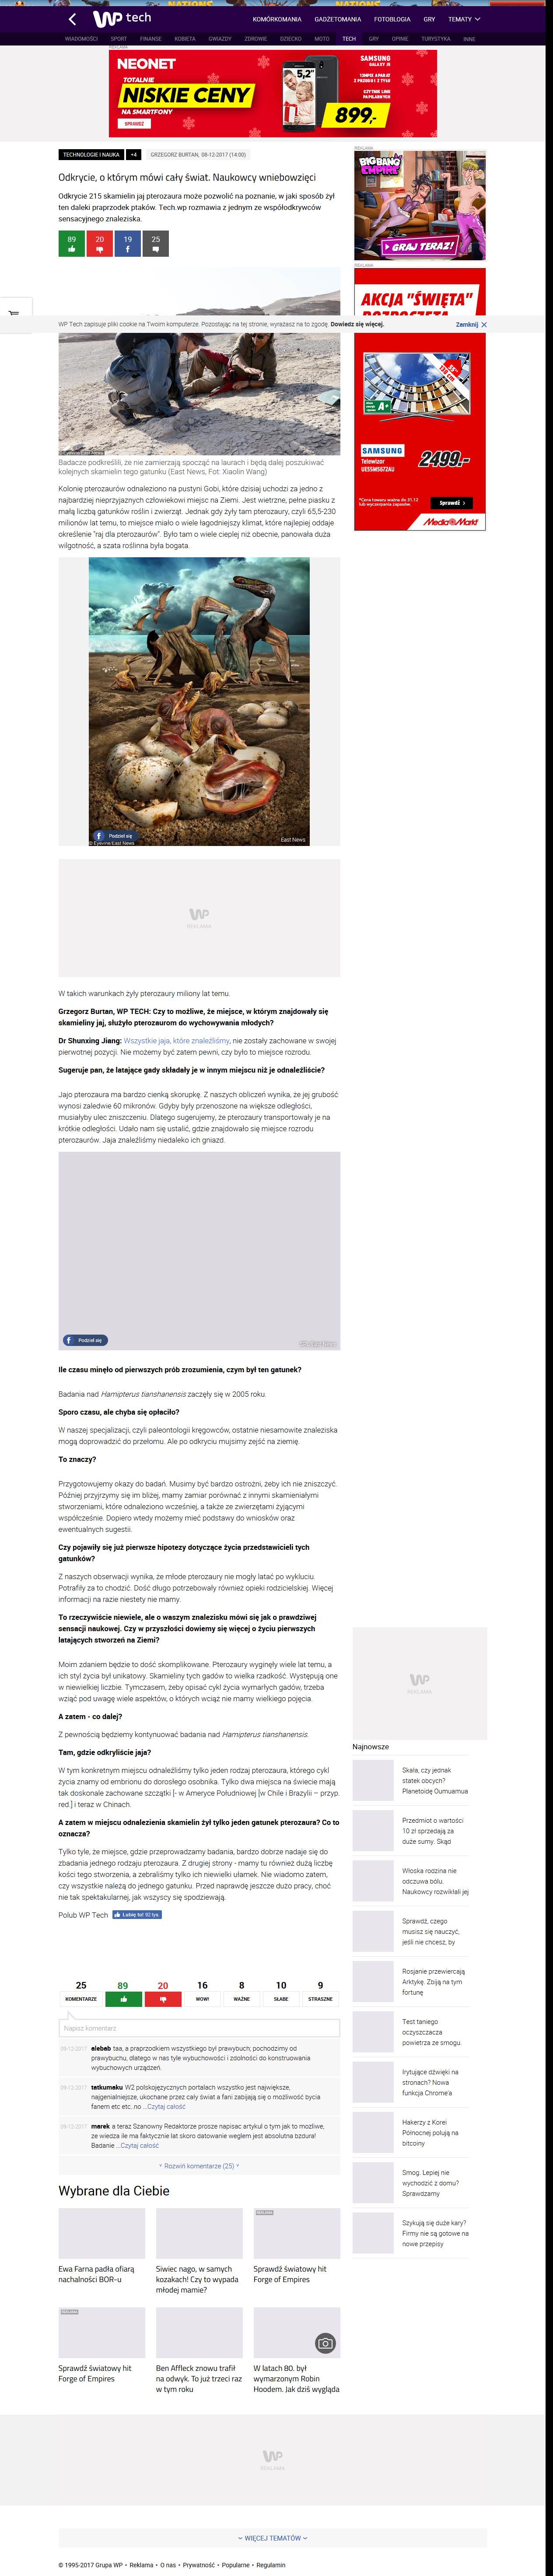 WP tech
KOMÓRKOMANIA GADŻETOMANIA FOTOBLOGIA GRY TEMATY
WIADOMOŚCI SPORT FINANSE KOBIETA GWIAZDY ZDROWIE DZIECKO MOTO TECH GRY OPINIE TURYSTYKA INNE
REKLAMA
NEONET
TOTALNIE
NISKIE CENY
NA SMARTFONY
SPRAWDŹ
5,2"
SAMSUNG
GALAXY J5
13MPIX APARAT
Z PRZODU I Z TYŁU
CZYTNIK LINII
PAPILARNYCH
899,-
TECHNOLOGIE I NAUKA +4 GRZEGORZ BURTAN, 08-12-2017 (14:00)
Odkrycie, o którym mówi cały świat. Naukowcy wniebowzięci
Odkrycie 215 skamielin jaj pterozaura może pozwolić na poznanie, w jaki sposób żył
ten daleki praprzodek ptaków. Tech.wp rozmawia z jednym ze współodkrywców
sensacyjnego znaleziska.
89 20 19 25
REKLAMA
BIG BANG
EMPIRE
GRAJ TERAZ!
REKLAMA
AKCJA "ŚWIĘTA"
WP Tech zapisuje pliki cookie na Twoim komputerze. Pozostając na tej stronie, wyrażasz na to zgodę. Dowiedz się więcej.
Zamknij
A+
SAMSUNG
Telewizor
UE55M5072AU
2499.-
*Cena towaru ważna do 31.12
lub wyczerpania zapasów.
Sprawdź
Media Markt
Badacze podkreślili, że nie zamierzają spocząć na laurach i będą dalej poszukiwać
kolejnych skamielin tego gatunku (East News, Fot: Xiaolin Wang)
Kolonię pterozaurów odnaleziono na pustyni Gobi, które dzisiaj uchodzi za jedno z
najbardziej nieprzyjaznych człowiekowi miejsc na Ziemi. Jest wietrzne, pełne piasku z
małą liczbą gatunków roślin i zwierząt. Jednak gdy żyły tam pterozaury, czyli 65,5-230
milionów lat temu, to miejsce miało o wiele łagodniejszy klimat, które najlepiej oddaje
określenie "raj dla pterozaurów". Było tam o wiele cieplej niż obecnie, panowała duża
wilgotność, a szata roślinna była bogata.
Podziel się
© Eyevine/East News
East News
WP
REKLAMA
W takich warunkach żyły pterozaury miliony lat temu.
Grzegorz Burtan, WP TECH: Czy to możliwe, że miejsce, w którym znajdowały się
skamieliny jaj, służyło pterozaurom do wychowywania młodych?
Dr Shunxing Jiang: Wszystkie jaja, które znaleźliśmy, nie zostały zachowane w swojej
pierwotnej pozycji. Nie możemy być zatem pewni, czy było to miejsce rozrodu.
Sugeruje pan, że latające gady składały je w innym miejscu niż je odnaleźliście?
Jajo pterozaura ma bardzo cienką skorupkę. Z naszych obliczeń wynika, że jej grubość
wynosi zaledwie 60 mikronów. Gdyby były przenoszone na większe odległości,
musiałyby ulec zniszczeniu. Dlatego sugerujemy, że pterozaury transportowały je na
krótkie odległości. Udało nam się ustalić, gdzie znajdowało się miejsce rozrodu
pterozaurów. Jaja znaleźliśmy niedaleko ich gniazd.
Podziel się
Ile czasu minęło od pierwszych prób zrozumienia, czym był ten gatunek?
Badania nad Hamipterus tianshanensis zaczęły się w 2005 roku.
Sporo czasu, ale chyba się opłaciło?
W naszej specjalizacji, czyli paleontologii kręgowców, ostatnie niesamowite znaleziska
mogą doprowadzić do przełomu. Ale po odkryciu musimy zejść na ziemię.
To znaczy?
Przygotowujemy okazy do badań. Musimy być bardzo ostrożni, żeby ich nie zniszczyć.
Później przyjrzymy się im bliżej, mamy zamiar porównać z innymi skamieniałymi
stworzeniami, które odnaleziono wcześniej, a także ze zwierzętami żyjącymi
współcześnie. Dopiero wtedy możemy mieć podstawy do wniosków oraz
ewentualnych sugestii.
Czy pojawiły się już pierwsze hipotezy dotyczące życia przedstawicieli tych
gatunków?
Z naszych obserwacji wynika, że młode pterozaury nie mogły latać po wykluciu.
Potrafiły za to chodzić. Dość długo potrzebowały również opieki rodzicielskiej. Więcej
informacji na razie niestety nie mamy.
To rzeczywiście niewiele, ale o waszym znalezisku mówi się jak o prawdziwej
sensacji naukowej. Czy w przyszłości dowiemy się więcej o życiu pierwszych
latających stworzeń na Ziemi?
Moim zdaniem będzie to dość skomplikowane. Pterozaury wyginęły wiele lat temu, a
ich styl życia był unikatowy. Skamieliny tych gadów to wielka rzadkość. Występują one
w niewielkiej liczbie. Tymczasem, żeby opisać cykl życia wymarłych gadów, trzeba
wziąć pod uwagę wiele aspektów, o których wciąż nie mamy wielkiego pojęcia.
A zatem - co dalej?
Z pewnością będziemy kontynuować badania nad Hamipterus tianshanensis.
Tam, gdzie odkryliście jaja?
W tym konkretnym miejscu odnaleźliśmy tylko jeden rodzaj pterozaura, którego cykl
życia znamy od embrionu do dorosłego osobnika. Tylko dwa miejsca na świecie mają
tak doskonale zachowane szczątki [- w Ameryce Południowej [w Chile i Brazylii – przyp.
red.] i teraz w Chinach.
A zatem w miejscu odnalezienia skamielin żył tylko jeden gatunek pterozaura? Co to
oznacza?
Tylko tyle, że miejsce, gdzie przeprowadzamy badania, bardzo dobrze nadaje się do
zbadania jednego rodzaju pterozaura. Z drugiej strony - mamy tu również dużą liczbę
kości tego stworzenia, a zebraliśmy tylko ich niewielki ułamek. Nie wiadomo zatem,
czy wszystkie należą do jednego gatunku. Przed nami naprawdę jeszcze dużo pracy, choć
nie tak spektakularnej, jak wszyscy się spodziewają.
Polub WP Tech Lubię to! 92 tys.
WP
REKLAMA
Najnowsze
Skała, czy jednak
statek obcych?
Planetoidę Oumuamua
Przedmiot o wartości
10 zł sprzedają za
duże sumy. Skąd
Włoska rodzina nie
odczuwa bólu.
Naukowcy rozwikłali jej
Sprawdź, czego
musisz się nauczyć,
jeśli nie chcesz, by
Rosjanie przewiercają
Arktykę. Zbiją na tym
fortunę
Test taniego
oczyszczacza
powietrza ze smogu.
Irytujące dźwięki na
stronach? Nowa
funkcja Chrome'a
Hakerzy z Korei
Północnej polują na
bitcoiny
Smog. Lepiej nie
wychodzić z domu?
Sprawdzamy
Szykują się duże kary?
Firmy nie są gotowe na
nowe przepisy
25 89 20 16 8 10 9
KOMENTARZE WOW! WAŻNE SŁABE STRASZNE
Napisz komentarz
09-12-2017 alebab taa, a praprzodkiem wszystkiego był prawybuch; pochodzimy od
prawybuchu, dlatego w nas tyle wybuchowości i zdolności do konstruowania
wybuchowych urządzeń.
09-12-2017 tatkumaku W2 polskojęzycznych portalach wszystko jest największe,
najgenialniejsze, ukochane przez cały świat a fani zabijają się o możliwość bycia
fanem etc etc..no ...Czytaj całość
09-12-2017 marek a teraz Szanowny Redaktorze prosze napisac artykuł o tym jak to mozliwe,
ze wiedza ile ma faktycznie lat skoro datowanie weglem jest absolutna bzdura!
Badanie ...Czytaj całość
Rozwiń komentarze (25)
Wybrane dla Ciebie
REKLAMA
Ewa Farna padła ofiarą
nachalności BOR-u
Siwiec nago, w samych
kozakach! Czy to wypada
młodej mamie?
Sprawdź światowy hit
Forge of Empires
REKLAMA
Sprawdź światowy hit
Forge of Empires
Ben Affleck znowu trafił
na odwyk. To już trzeci raz
w tym roku
W latach 80. był
wymarzonym Robin
Hoodem. Jak dziś wygląda
WP
REKLAMA
WIĘCEJ TEMATÓW
© 1995-2017 Grupa WP • Reklama • O nas • Prywatność • Popularne • Regulamin